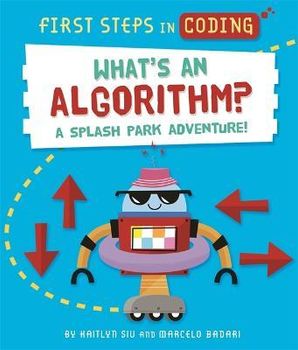 FIRST STEPS IN CODING
WHAT'S AN
ALGORITHM?
A SPLASH PARK ADVENTURE!
BY KAITLYN SIU AND MARCELO BADARI